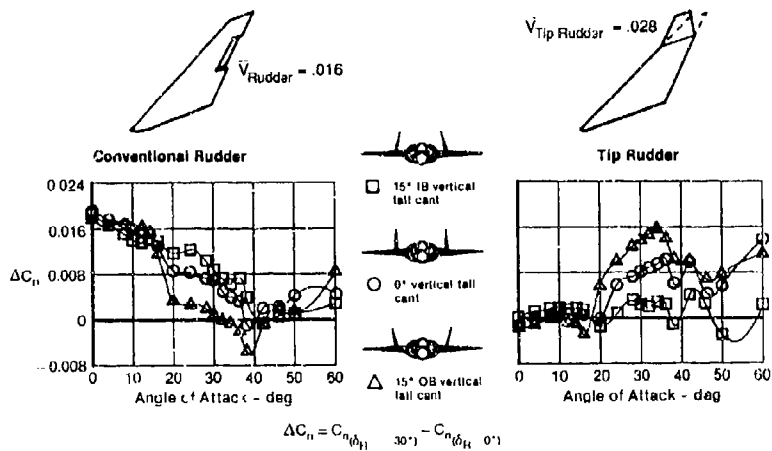 V̄Rudder = .016
V̄Tip Rudder = .028
Conventional Rudder
Tip Rudder
0.024
0.016
0.008
0
-0.008
ΔCn
0 10 20 30 40 50 60
Angle of Attack - deg
15° IB vertical
tail cant
0° vertical tail
cant
15° OB vertical
tail cant
0 10 20 30 40 50 60
Angle of Attack - deg
ΔCn = Cn(δR 30°) - Cn(δR 0°)